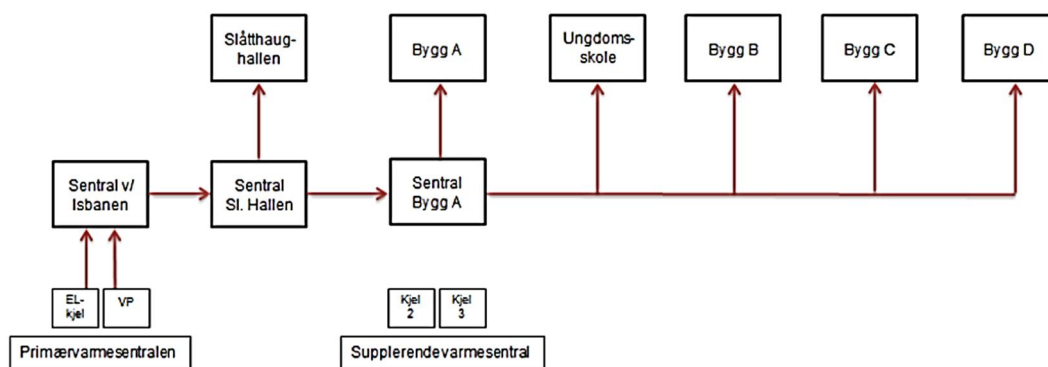 Slåtthaug-
hallen
Bygg A
Ungdoms-
skole
Bygg B
Bygg C
Bygg D
Sentral v/
Isbanen
Sentral
Sl. Hallen
Sentral
Bygg A
EL-
kjel
VP
Kjel
2
Kjel
3
Primærvarmesentralen
Supplerendevarmesentral